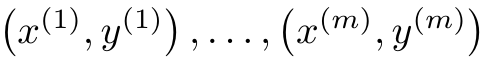 (x^{(1)}, y^{(1)}), . . . , (x^{(m)}, y^{(m)})